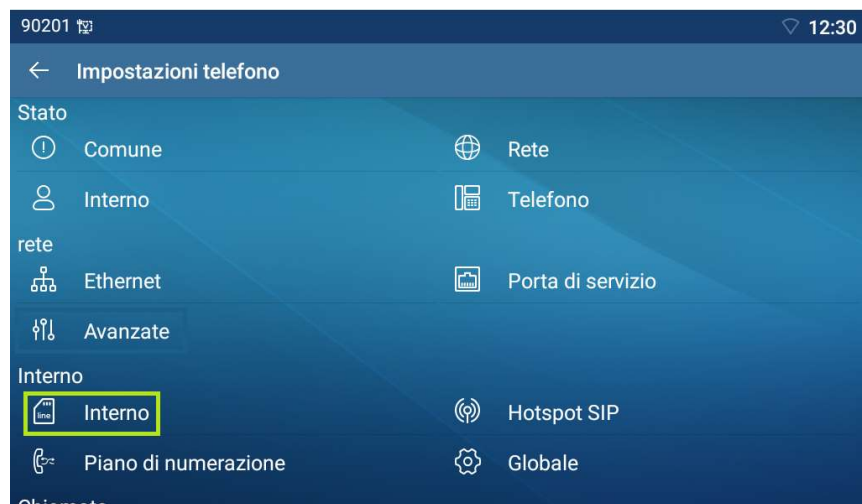 90201 12:30
Impostazioni telefono
Stato
Comune Rete
Interno Telefono
rete
Ethernet Porta di servizio
Avanzate
Interno
line Interno Hotspot SIP
Piano di numerazione Globale